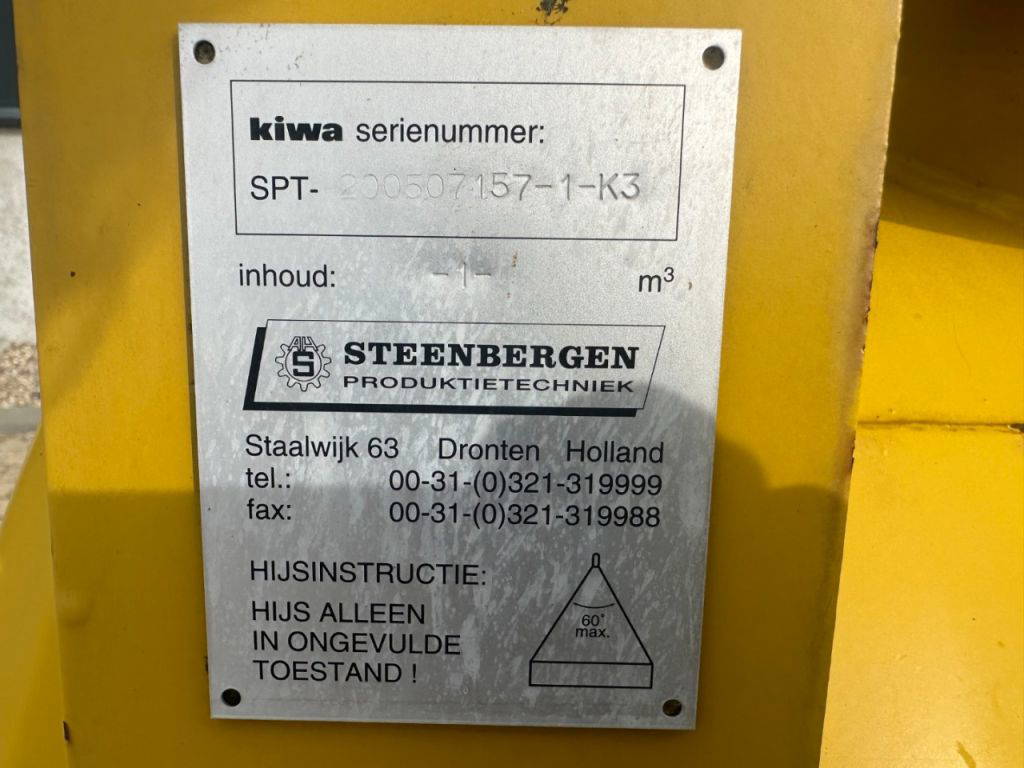 kiwa serienummer:
SPT- 200507157-1-K3
inhoud: -1- m³
S STEENBERGEN
PRODUKTIETECHNIEK
Staalwijk 63 Dronten Holland
tel.: 00-31-(0)321-319999
fax: 00-31-(0)321-319988
HIJSINSTRUCTIE:
HIJS ALLEEN
IN ONGEVULDE
TOESTAND !
60°
max.